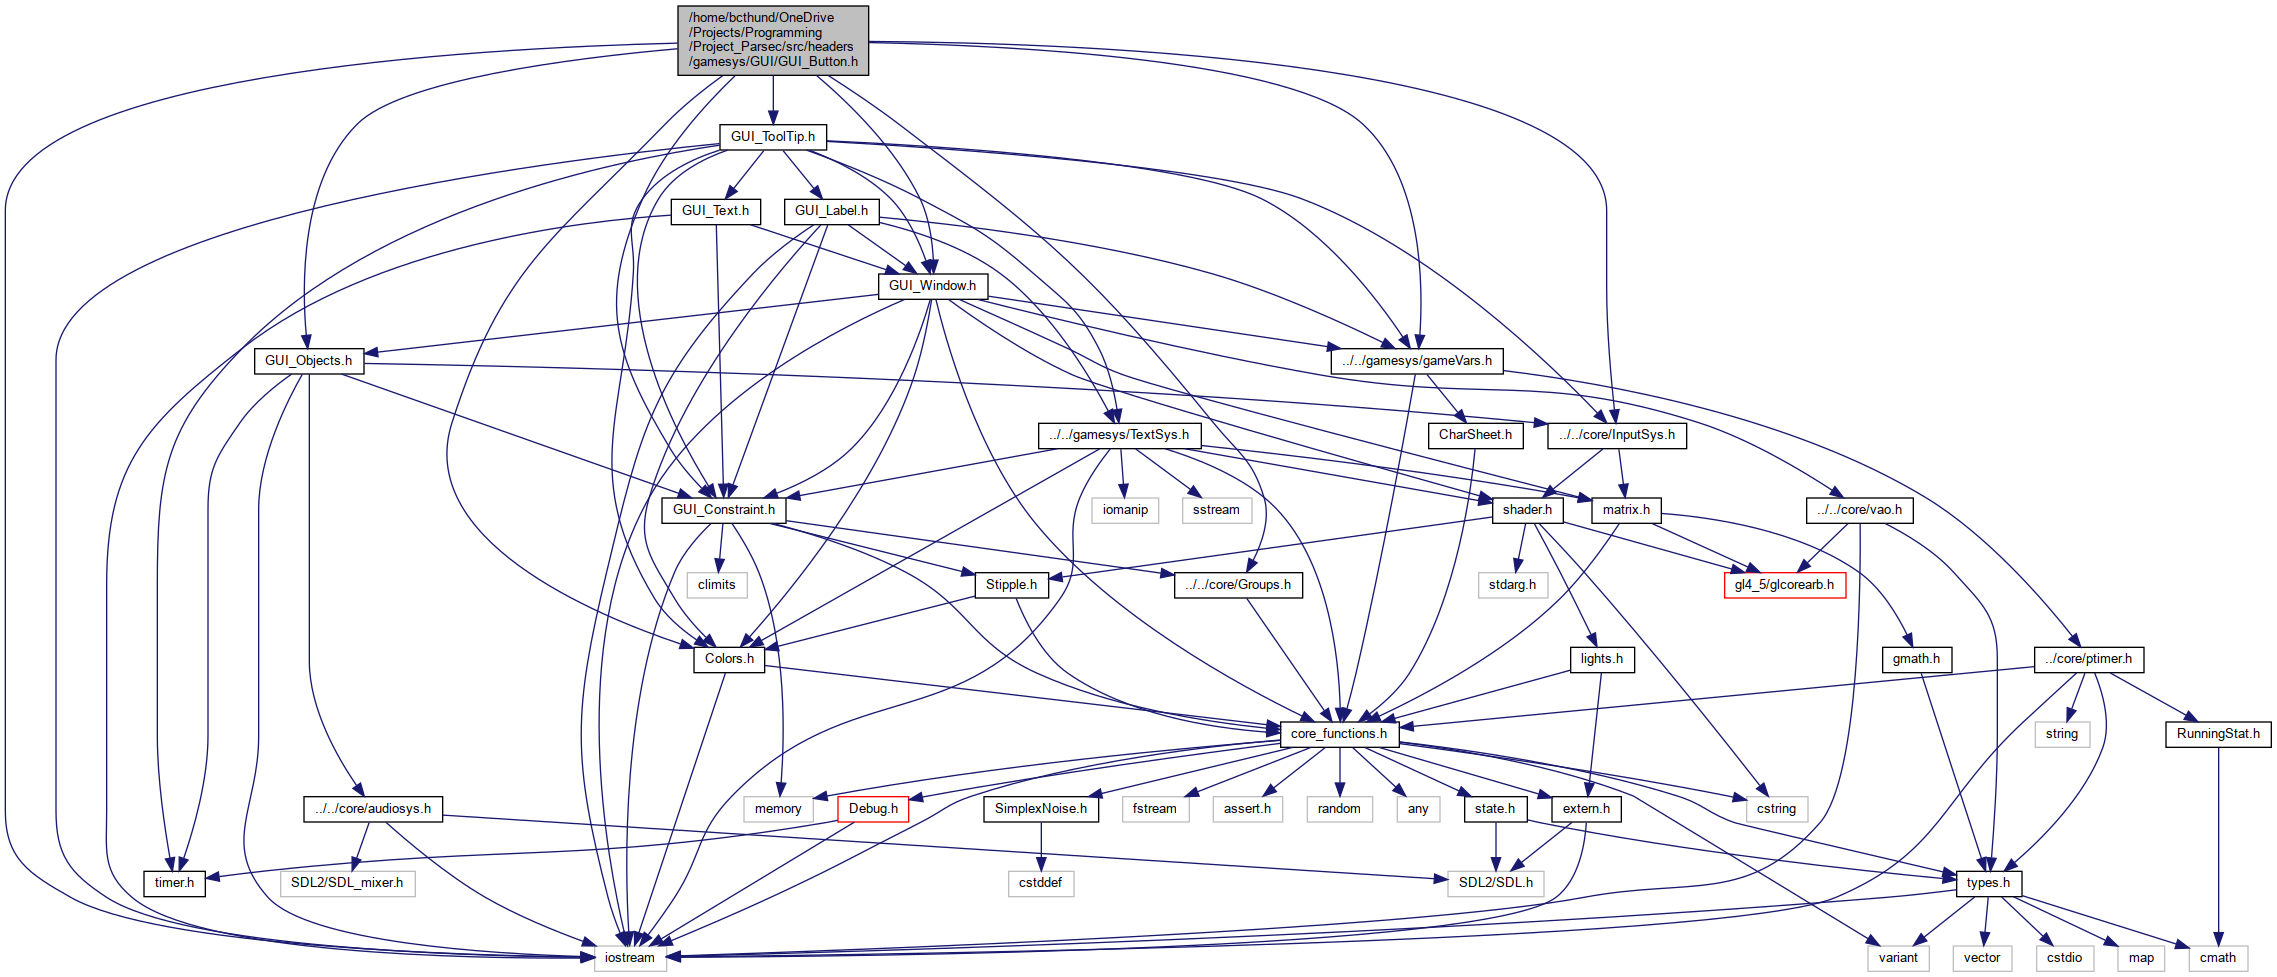 /home/bcthund/OneDrive
/Projects/Programming
/Project_Parsec/src/headers
/gamesys/GUI/GUI_Button.h
GUI_ToolTip.h
GUI_Text.h
GUI_Label.h
GUI_Window.h
GUI_Objects.h
../../gamesys/gameVars.h
../../gamesys/TextSys.h
CharSheet.h
../../core/InputSys.h
GUI_Constraint.h
iomanip
sstream
shader.h
matrix.h
../../core/vao.h
climits
Stipple.h
../../core/Groups.h
stdarg.h
gl4_5/glcorearb.h
Colors.h
lights.h
gmath.h
../core/ptimer.h
core_functions.h
string
RunningStat.h
../../core/audiosys.h
memory
Debug.h
SimplexNoise.h
fstream
assert.h
random
any
state.h
extern.h
cstring
timer.h
SDL2/SDL_mixer.h
cstddef
SDL2/SDL.h
types.h
iostream
variant
vector
cstdio
map
cmath